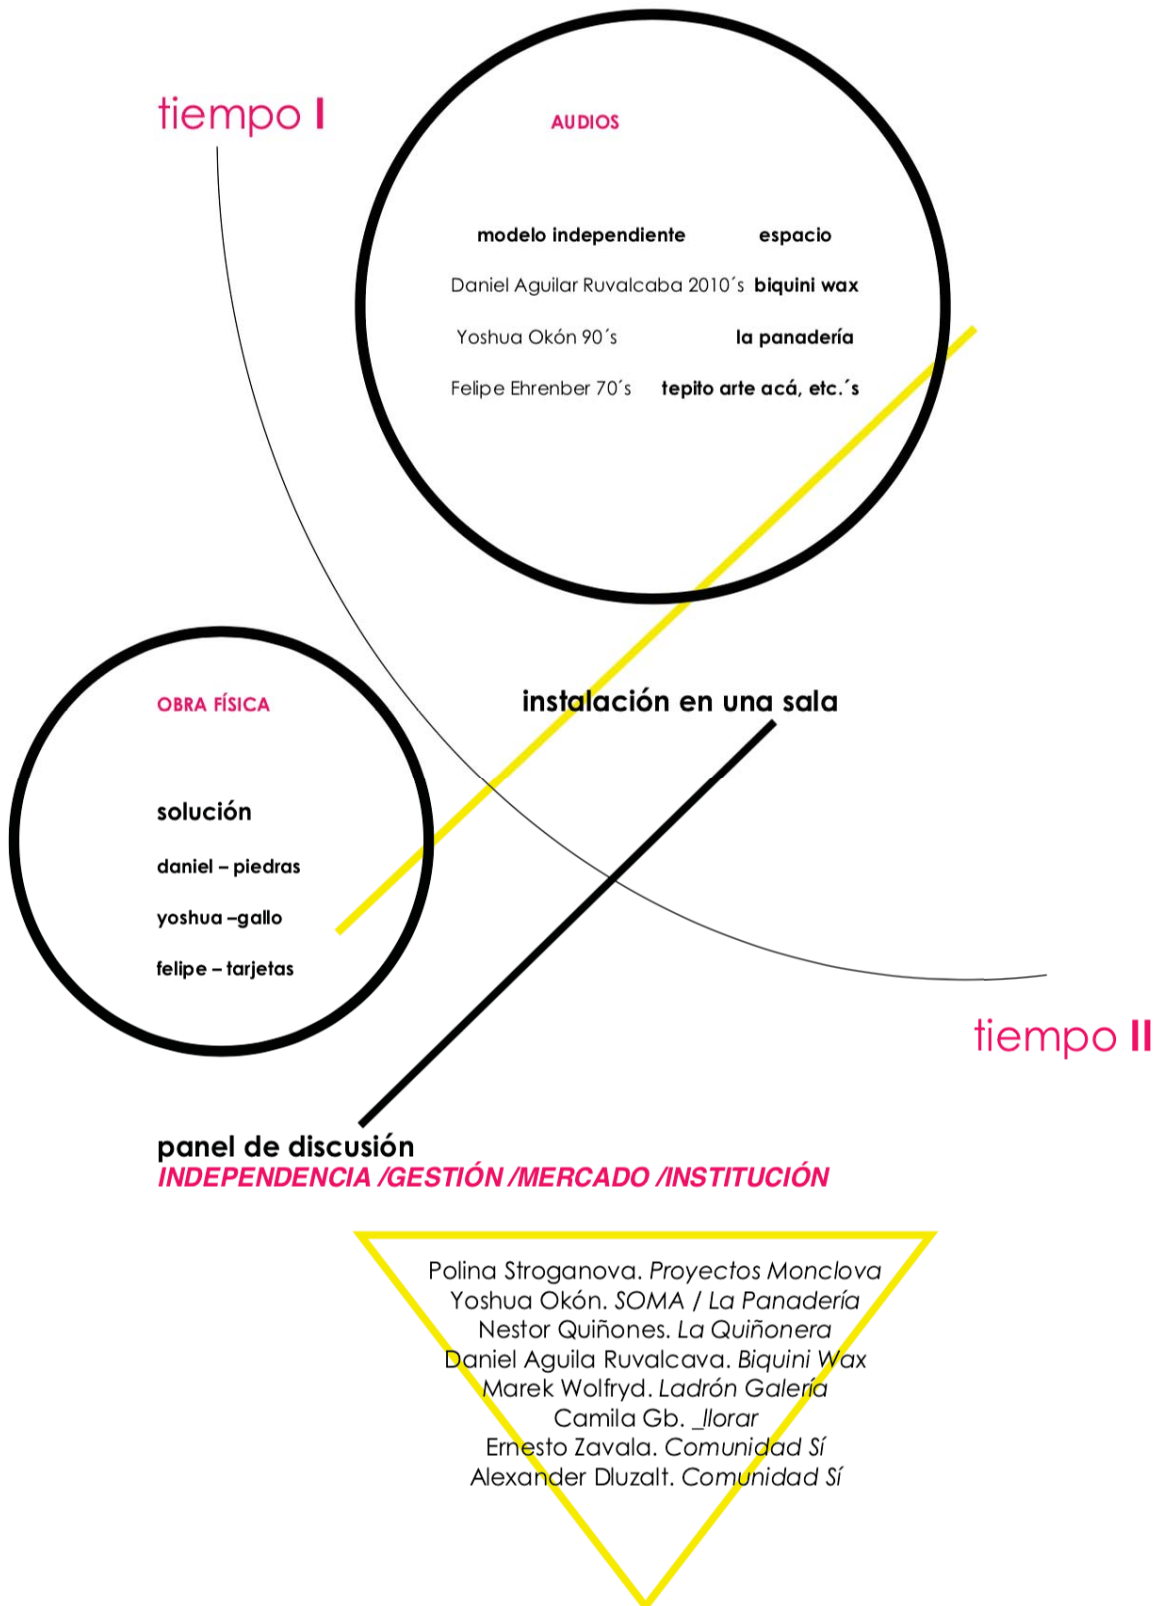 tiempo I
AUDIOS
modelo independiente espacio
Daniel Aguilar Ruvalcaba 2010´s biquini wax
Yoshua Okón 90´s la panadería
Felipe Ehrenber 70´s tepito arte acá, etc.´s
OBRA FÍSICA
instalación en una sala
solución
daniel – piedras
yoshua –gallo
felipe – tarjetas
tiempo II
panel de discusión
INDEPENDENCIA /GESTIÓN /MERCADO /INSTITUCIÓN
Polina Stroganova. Proyectos Monclova
Yoshua Okón. SOMA / La Panadería
Nestor Quiñones. La Quiñonera
Daniel Aguila Ruvalcava. Biquini Wax
Marek Wolfryd. Ladrón Galería
Camila Gb. _llorar
Ernesto Zavala. Comunidad Sí
Alexander Dluzalt. Comunidad Sí